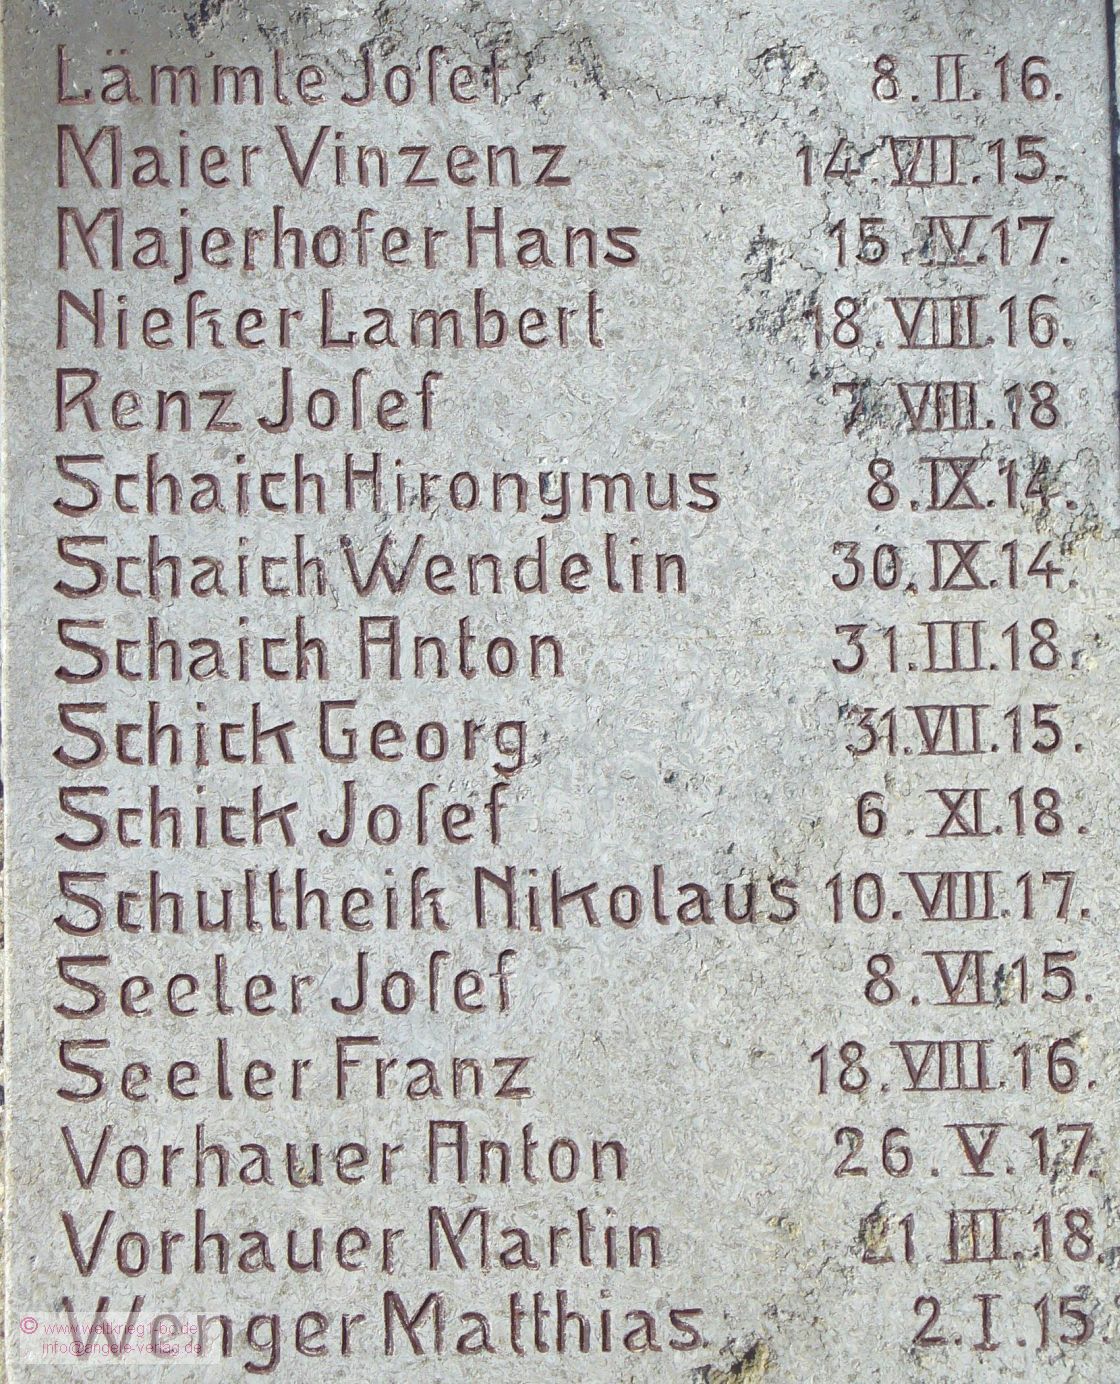 Lämmle Joſef 8. II. 16.
Maier Vinzenz 14. VII. 15.
Majerhofer Hans 15. IV. 17.
Nieker Lambert 18. VIII. 16.
Renz Joſef 7. VIII. 18
Schaich Hironymus 8. IX. 14.
Schaich Wendelin 30. IX. 14.
Schaich Anton 31. III. 18.
Schick Georg 31. VII. 15.
Schick Joſef 6 XI. 18.
Schultheiß Nikolaus 10. VIII. 17.
Seeler Joſef 8. VI. 15.
Seeler Franz 18. VIII. 16.
Vorhauer Anton 26. V. 17.
Vorhauer Martin 21 III. 18.
Wenger Matthias 2. I. 15.
© www.weltkrieg1-bc.de
info@angele-verlag.de